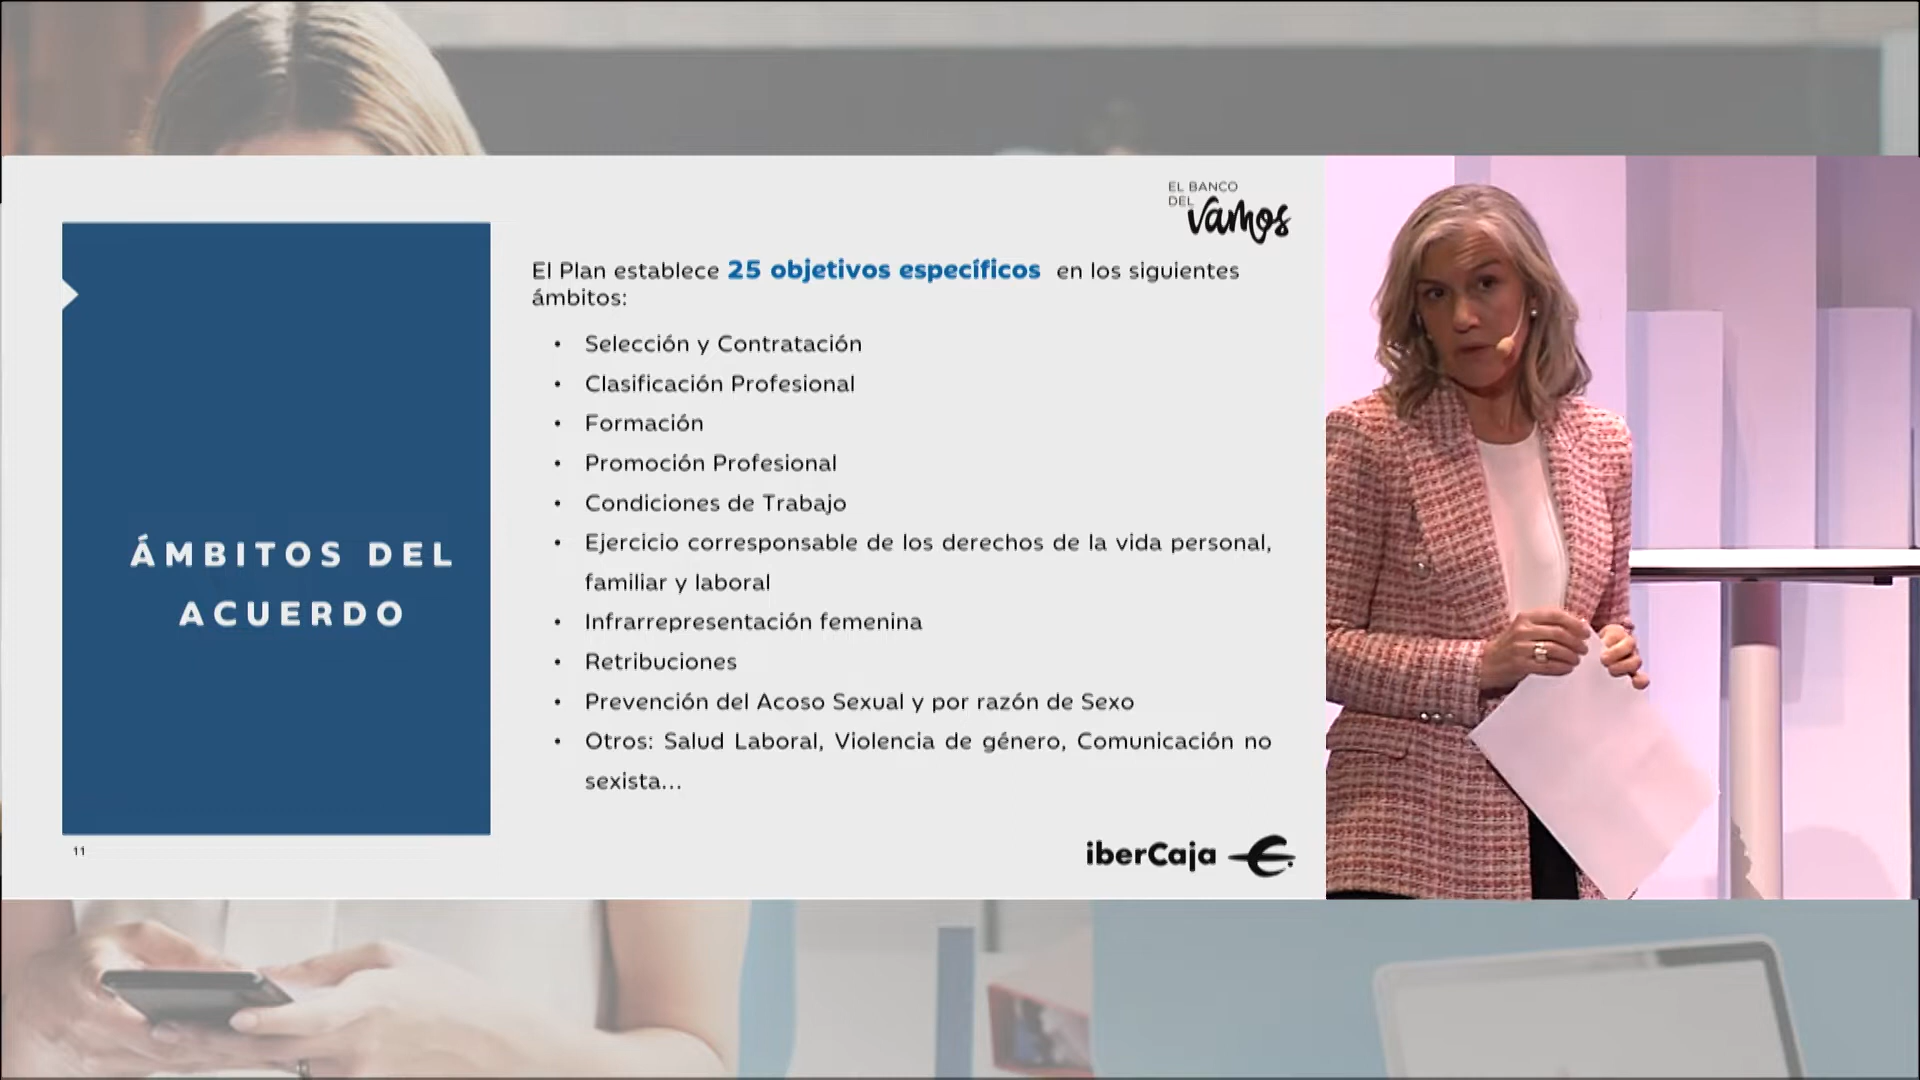 EL BANCO
DEL
vamos
El Plan establece 25 objetivos específicos en los siguientes
ámbitos:
• Selección y Contratación
• Clasificación Profesional
• Formación
• Promoción Profesional
• Condiciones de Trabajo
• Ejercicio corresponsable de los derechos de la vida personal,
familiar y laboral
• Infrarrepresentación femenina
• Retribuciones
• Prevención del Acoso Sexual y por razón de Sexo
• Otros: Salud Laboral, Violencia de género, Comunicación no
sexista...
ÁMBITOS DEL
ACUERDO
11
iberCaja